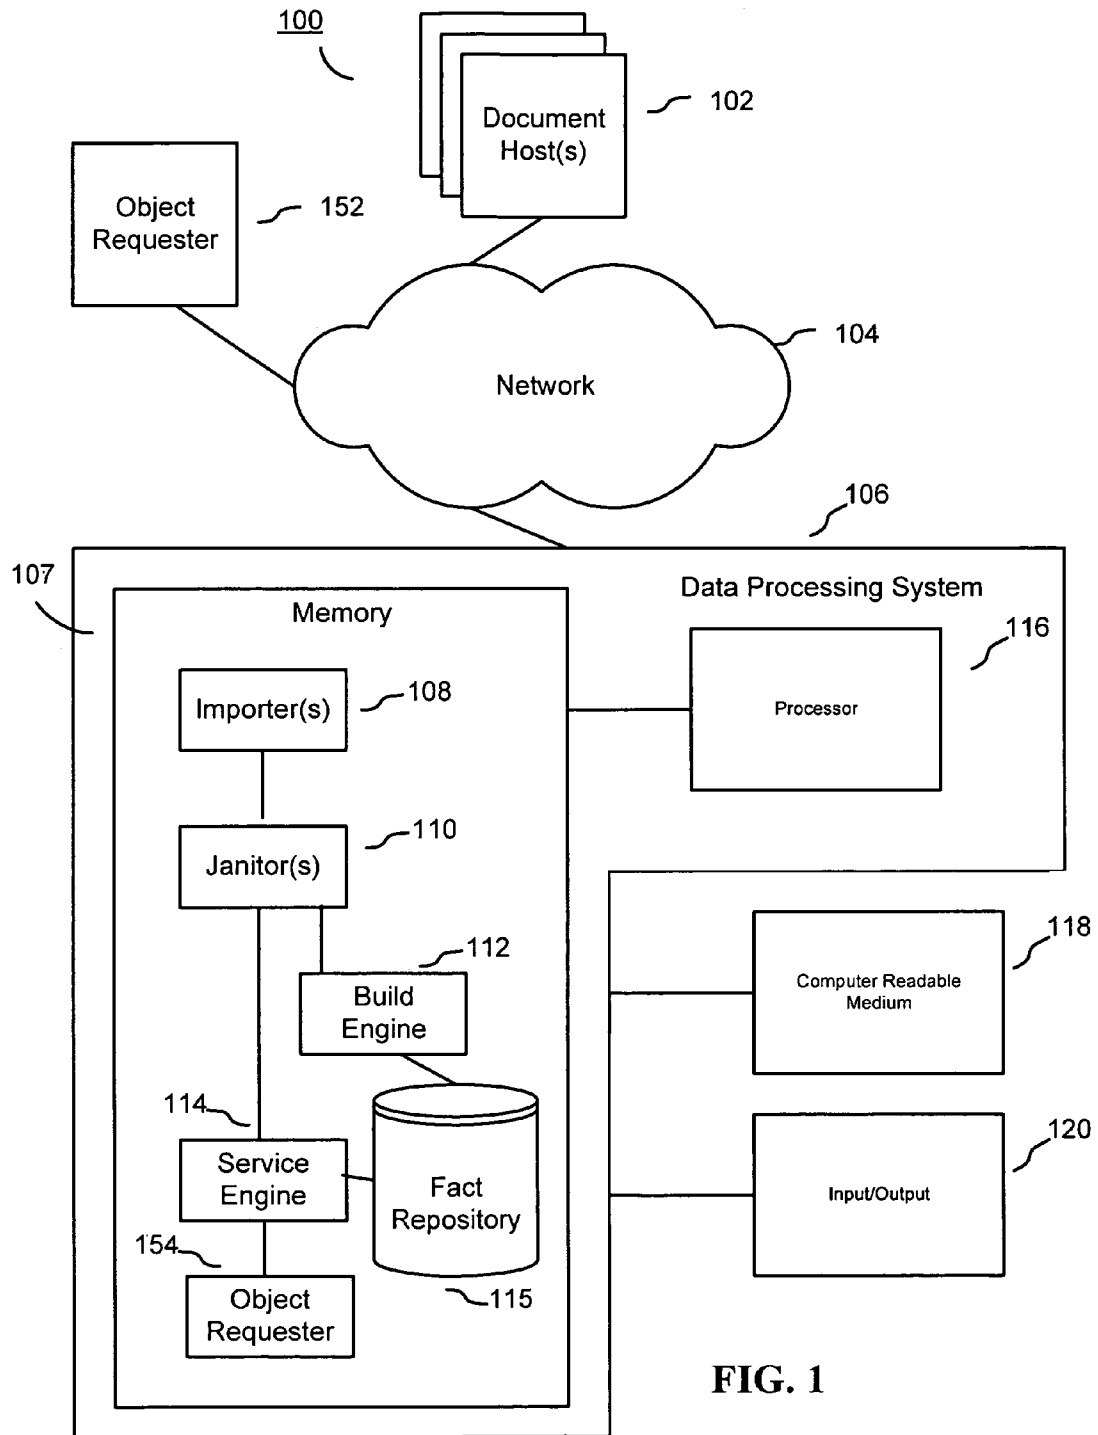 100
102
Document
Host(s)
152
Object
Requester
104
Network
106
107
Data Processing System
Memory
116
Processor
108
Importer(s)
110
Janitor(s)
112
Build
Engine
118
Computer Readable
Medium
114
Service
Engine
Fact
Repository
120
Input/Output
154
Object
Requester
115
FIG. 1